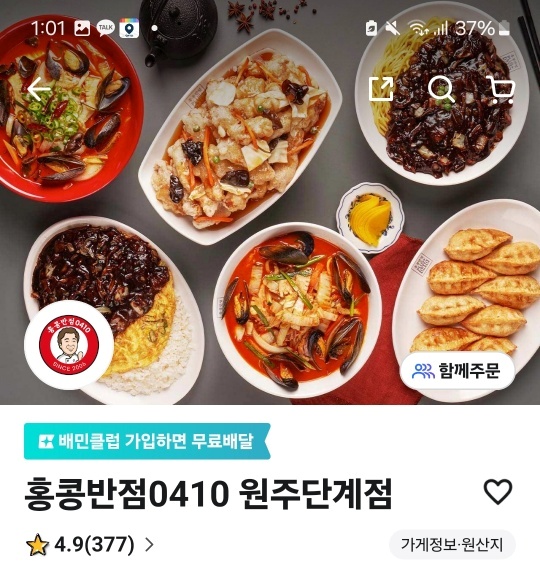 1:01
TALK
37%
홍콩반점0410
SINCE 2006
함께주문
배민클럽 가입하면 무료배달
홍콩반점0410 원주단계점
4.9(377)
가게정보·원산지